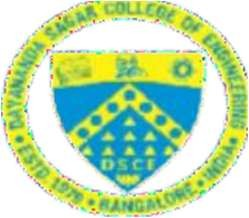 DAYANANDA SAGAR COLLEGE OF ENGINEERING
DSCE
ESTD 1979 • BANGALORE • INDIA